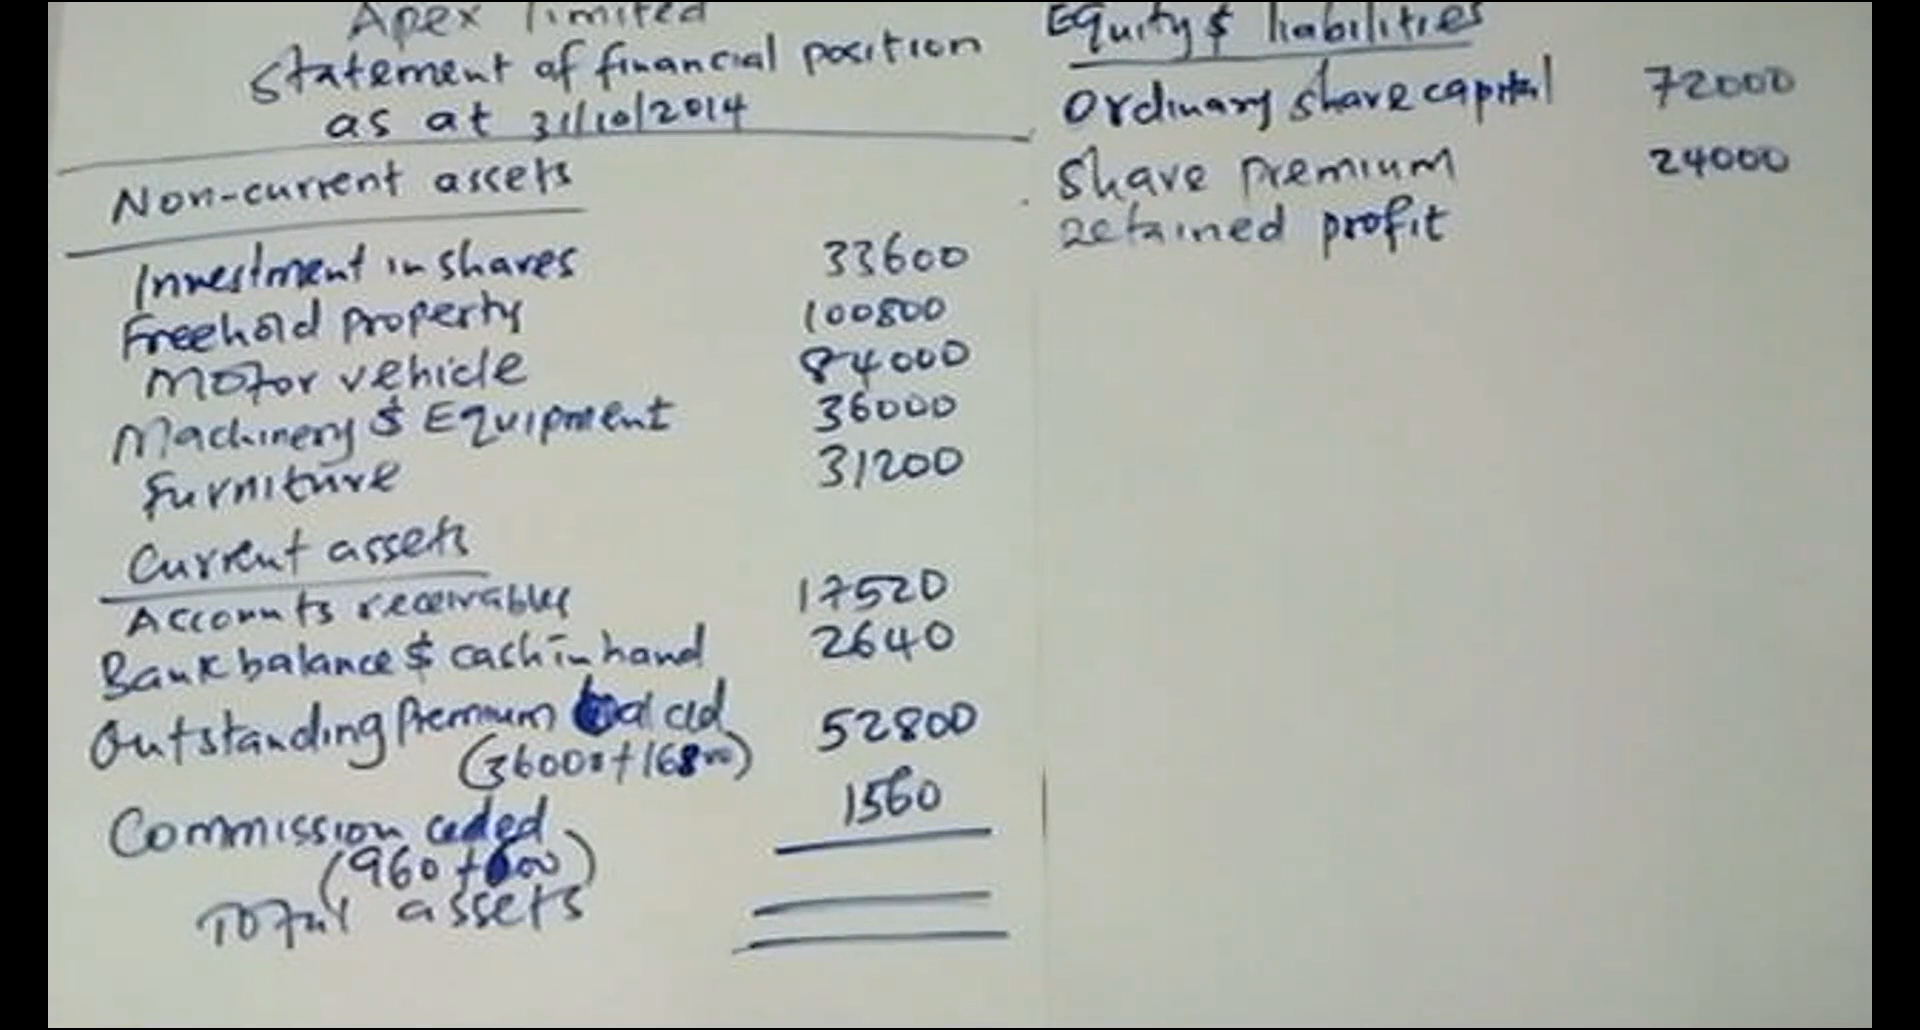 Apex limited
Statement of financial position
as at 31/10/2014
Non-current assets
Investment in shares 33600
Freehold property 100800
Motor vehicle 84000
Machinery & Equipment 36000
Furniture 31200
Current assets
Accounts receivables 17520
Bank balance & cash in hand 2640
Outstanding Premium 52800
(36000+16800)
Commission ceded 1560
(960+600)
Total assets
Equity & liabilities
Ordinary share capital 72000
Share premium 24000
retained profit